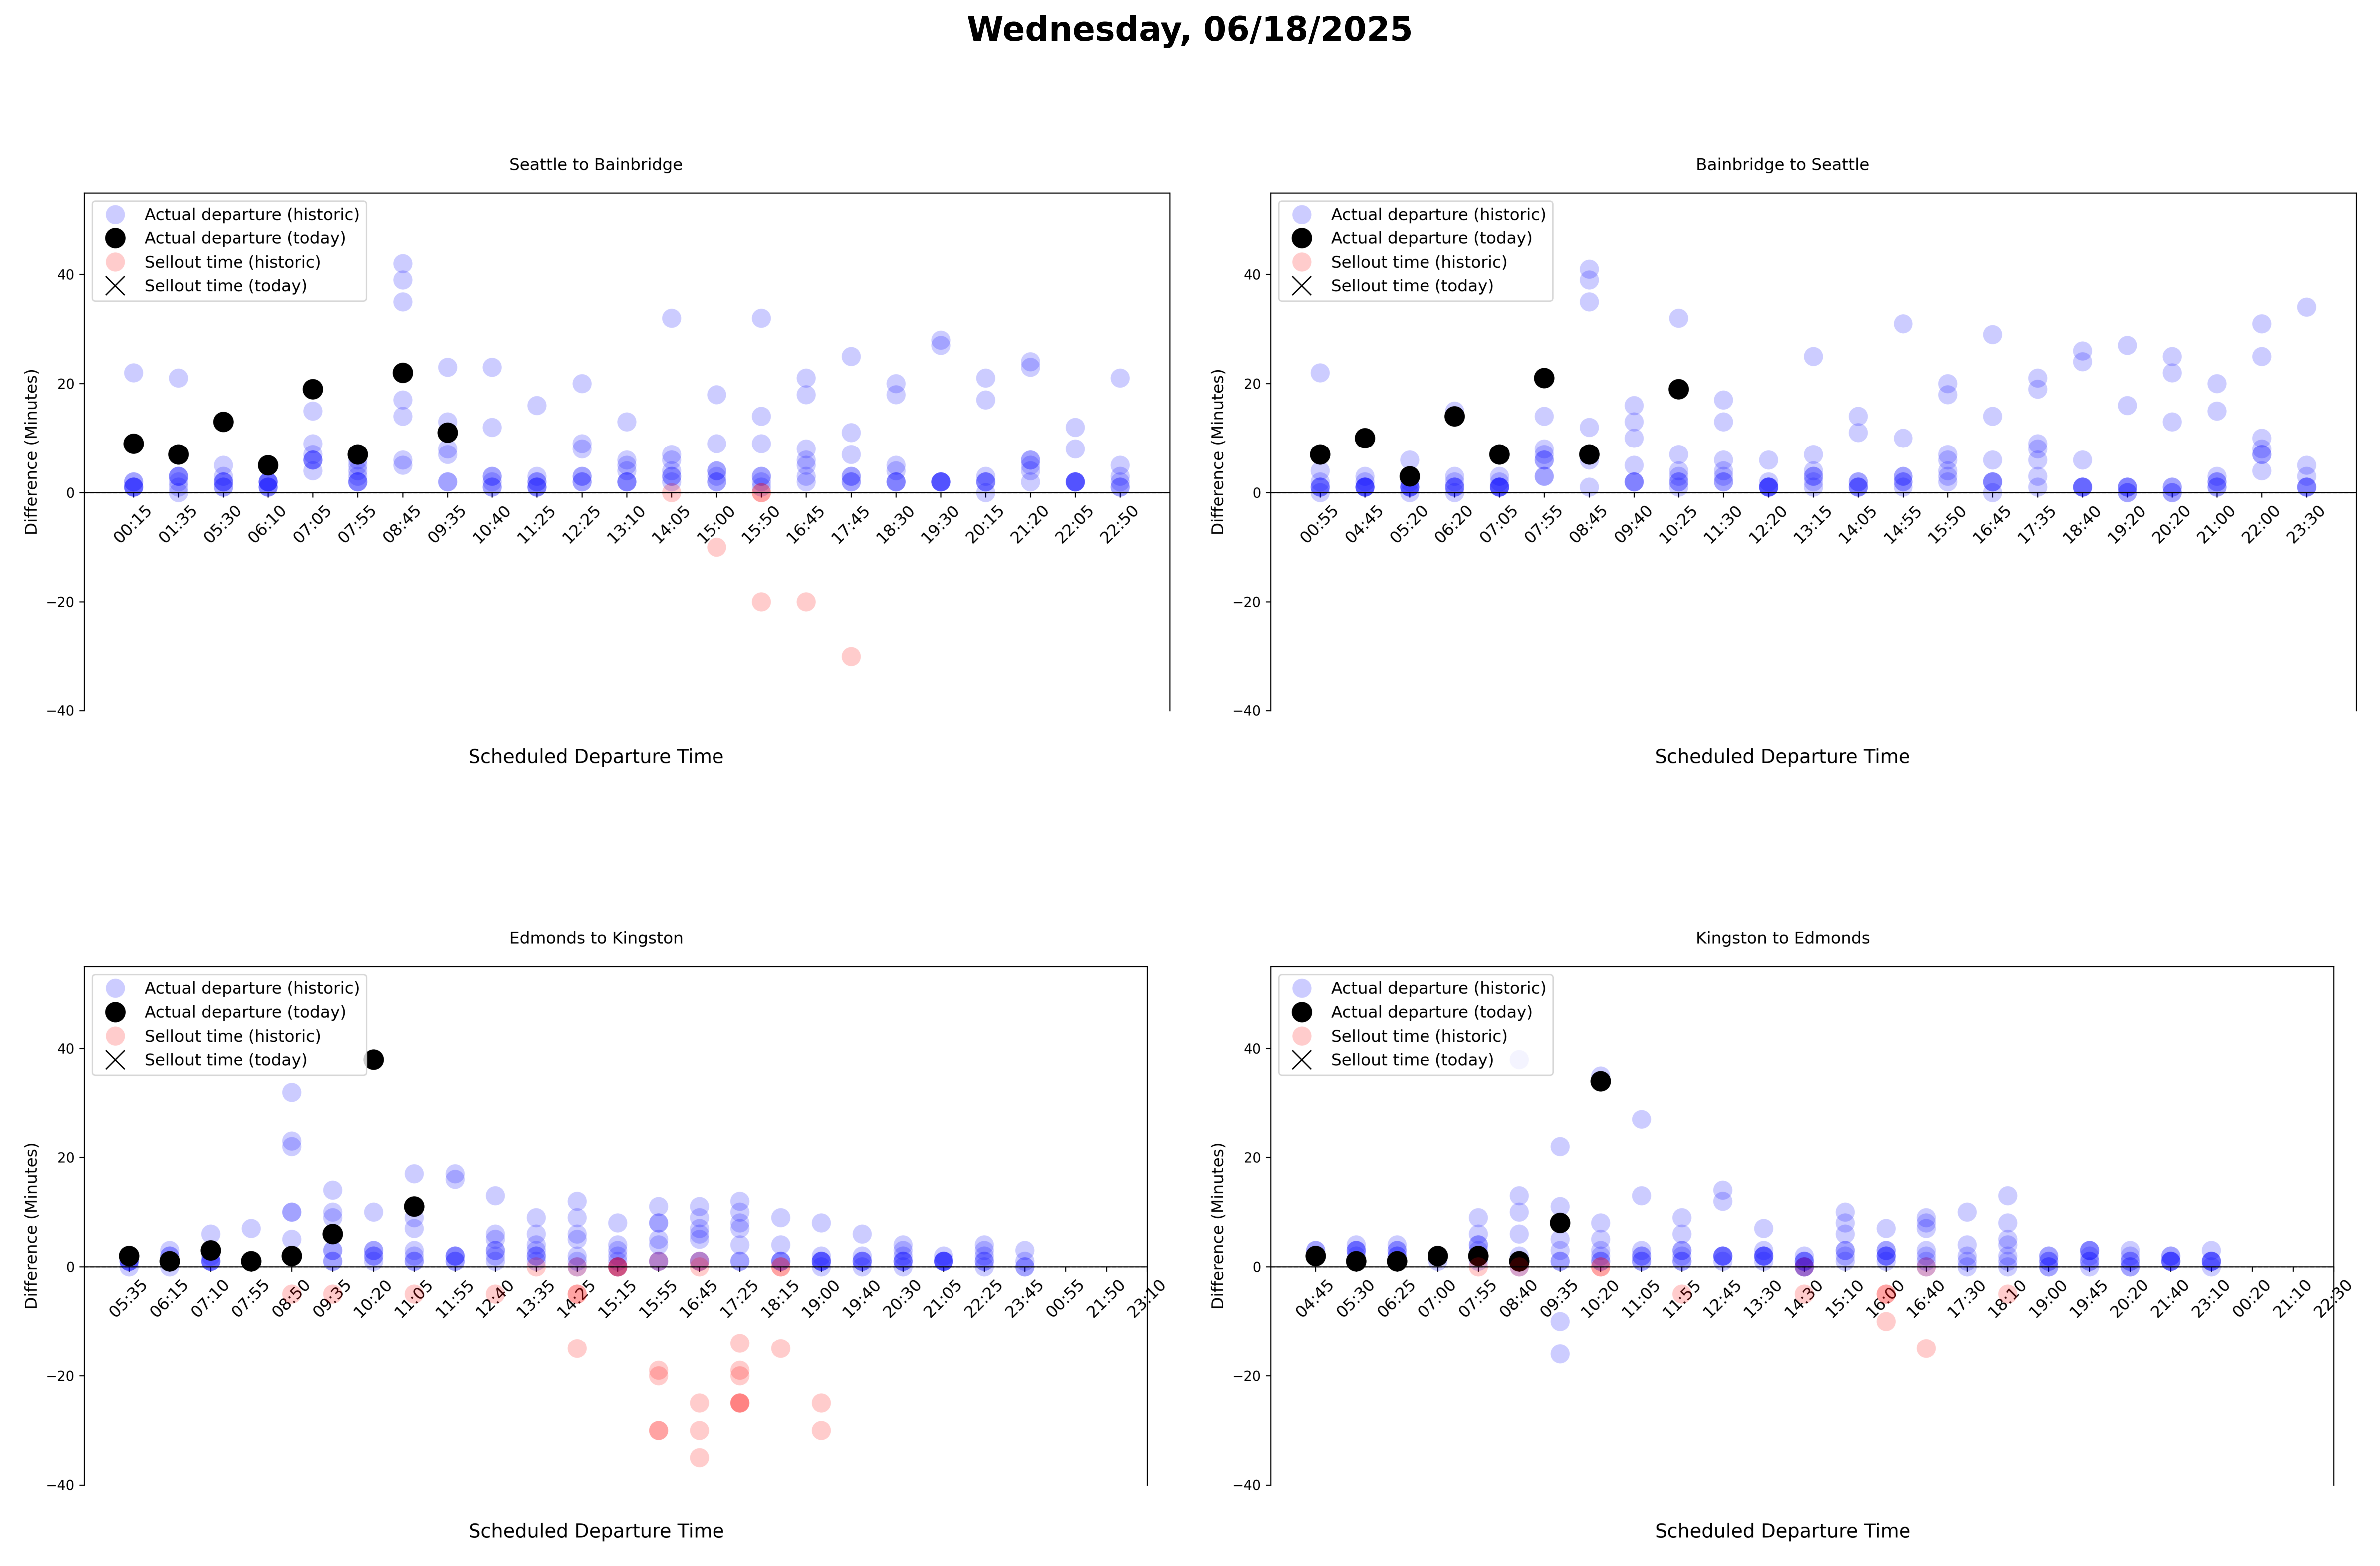 Wednesday, 06/18/2025
Seattle to Bainbridge
Actual departure (historic)
Actual departure (today)
Sellout time (historic)
Sellout time (today)
Difference (Minutes)
40
20
0
−20
−40
00:15 01:35 05:30 06:10 07:05 07:55 08:45 09:35 10:40 11:25 12:25 13:10 14:05 15:00 15:50 16:45 17:45 18:30 19:30 20:15 21:20 22:05 22:50
Scheduled Departure Time
Bainbridge to Seattle
Actual departure (historic)
Actual departure (today)
Sellout time (historic)
Sellout time (today)
Difference (Minutes)
40
20
0
−20
−40
00:55 04:45 05:20 06:20 07:05 07:55 08:45 09:40 10:25 11:30 12:20 13:15 14:05 14:55 15:50 16:45 17:35 18:40 19:20 20:20 21:00 22:00 23:30
Scheduled Departure Time
Edmonds to Kingston
Actual departure (historic)
Actual departure (today)
Sellout time (historic)
Sellout time (today)
Difference (Minutes)
40
20
0
−20
−40
05:35 06:15 07:10 07:55 08:50 09:35 10:20 11:05 11:55 12:40 13:35 14:25 15:15 15:55 16:45 17:25 18:15 19:00 19:40 20:30 21:05 22:25 23:45 00:55 21:50 23:10
Scheduled Departure Time
Kingston to Edmonds
Actual departure (historic)
Actual departure (today)
Sellout time (historic)
Sellout time (today)
Difference (Minutes)
40
20
0
−20
−40
04:45 05:30 06:25 07:00 07:55 08:40 09:35 10:20 11:05 11:55 12:45 13:30 14:30 15:10 16:00 16:40 17:30 18:10 19:00 19:45 20:20 21:40 23:10 00:20 21:10 22:30
Scheduled Departure Time